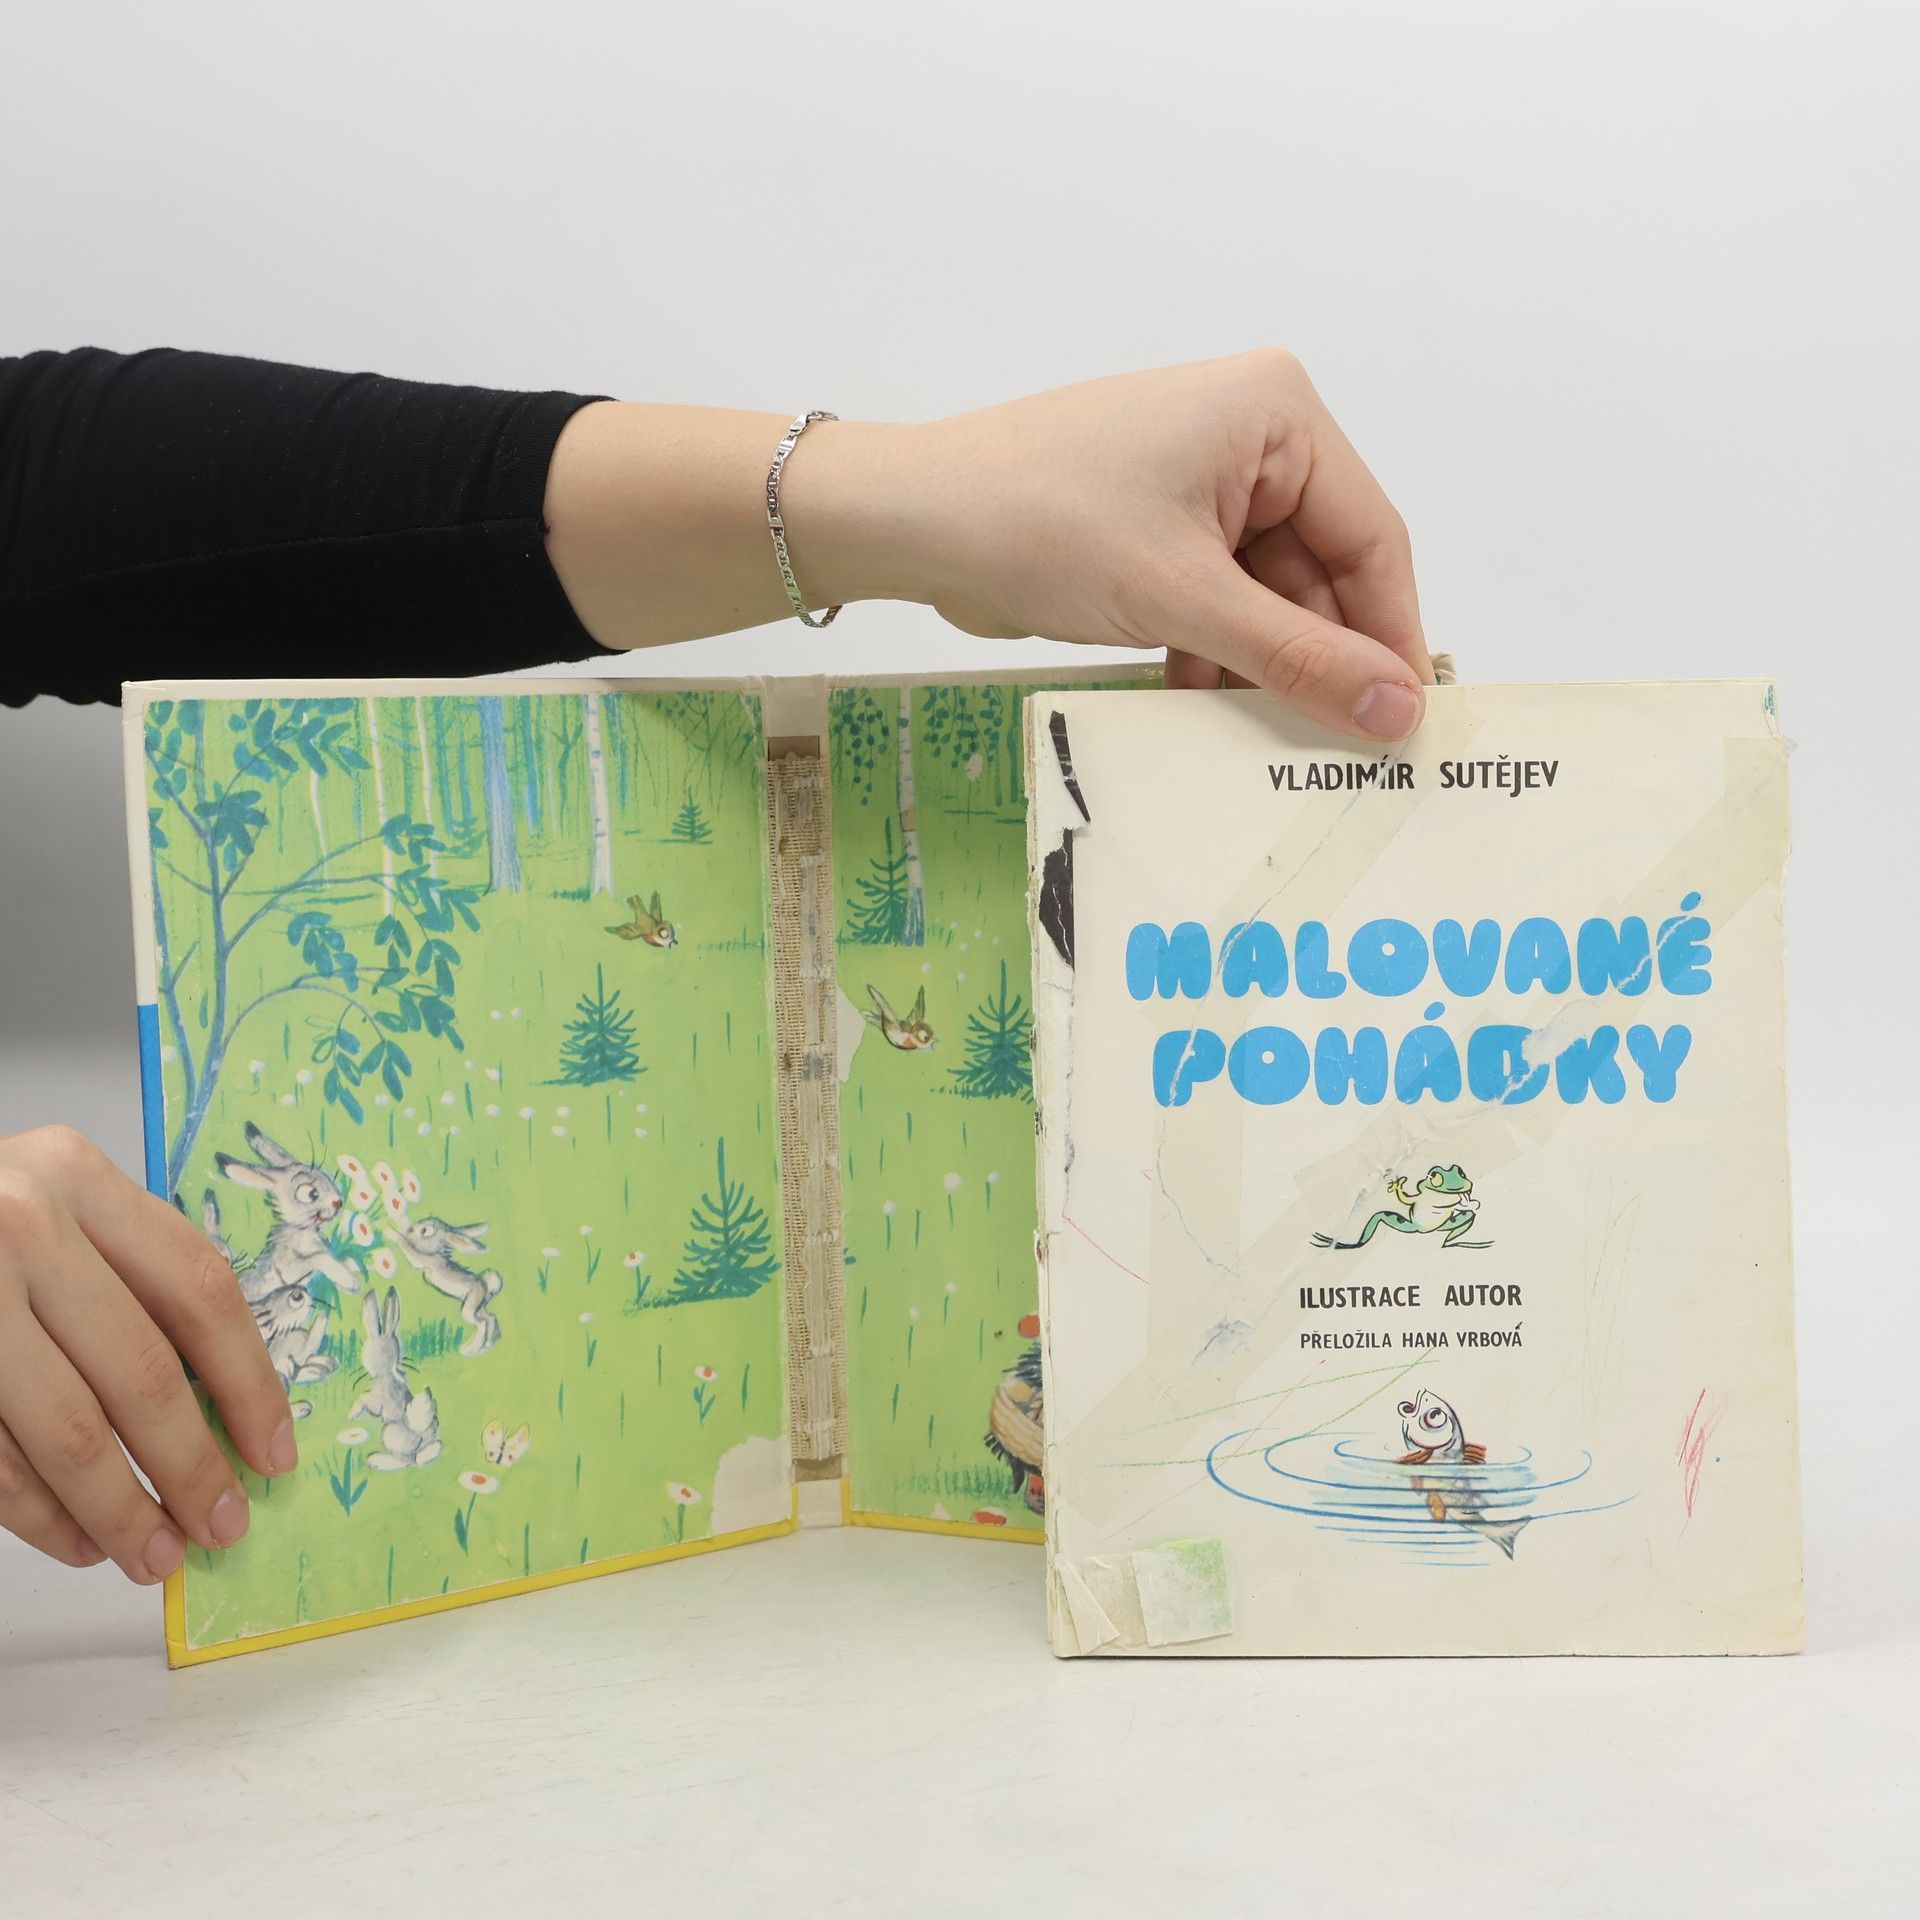 VLADIMÍR SUTĚJEV
MALOVANÉ
POHÁDKY
ILUSTRACE AUTOR
PŘELOŽILA HANA VRBOVÁ